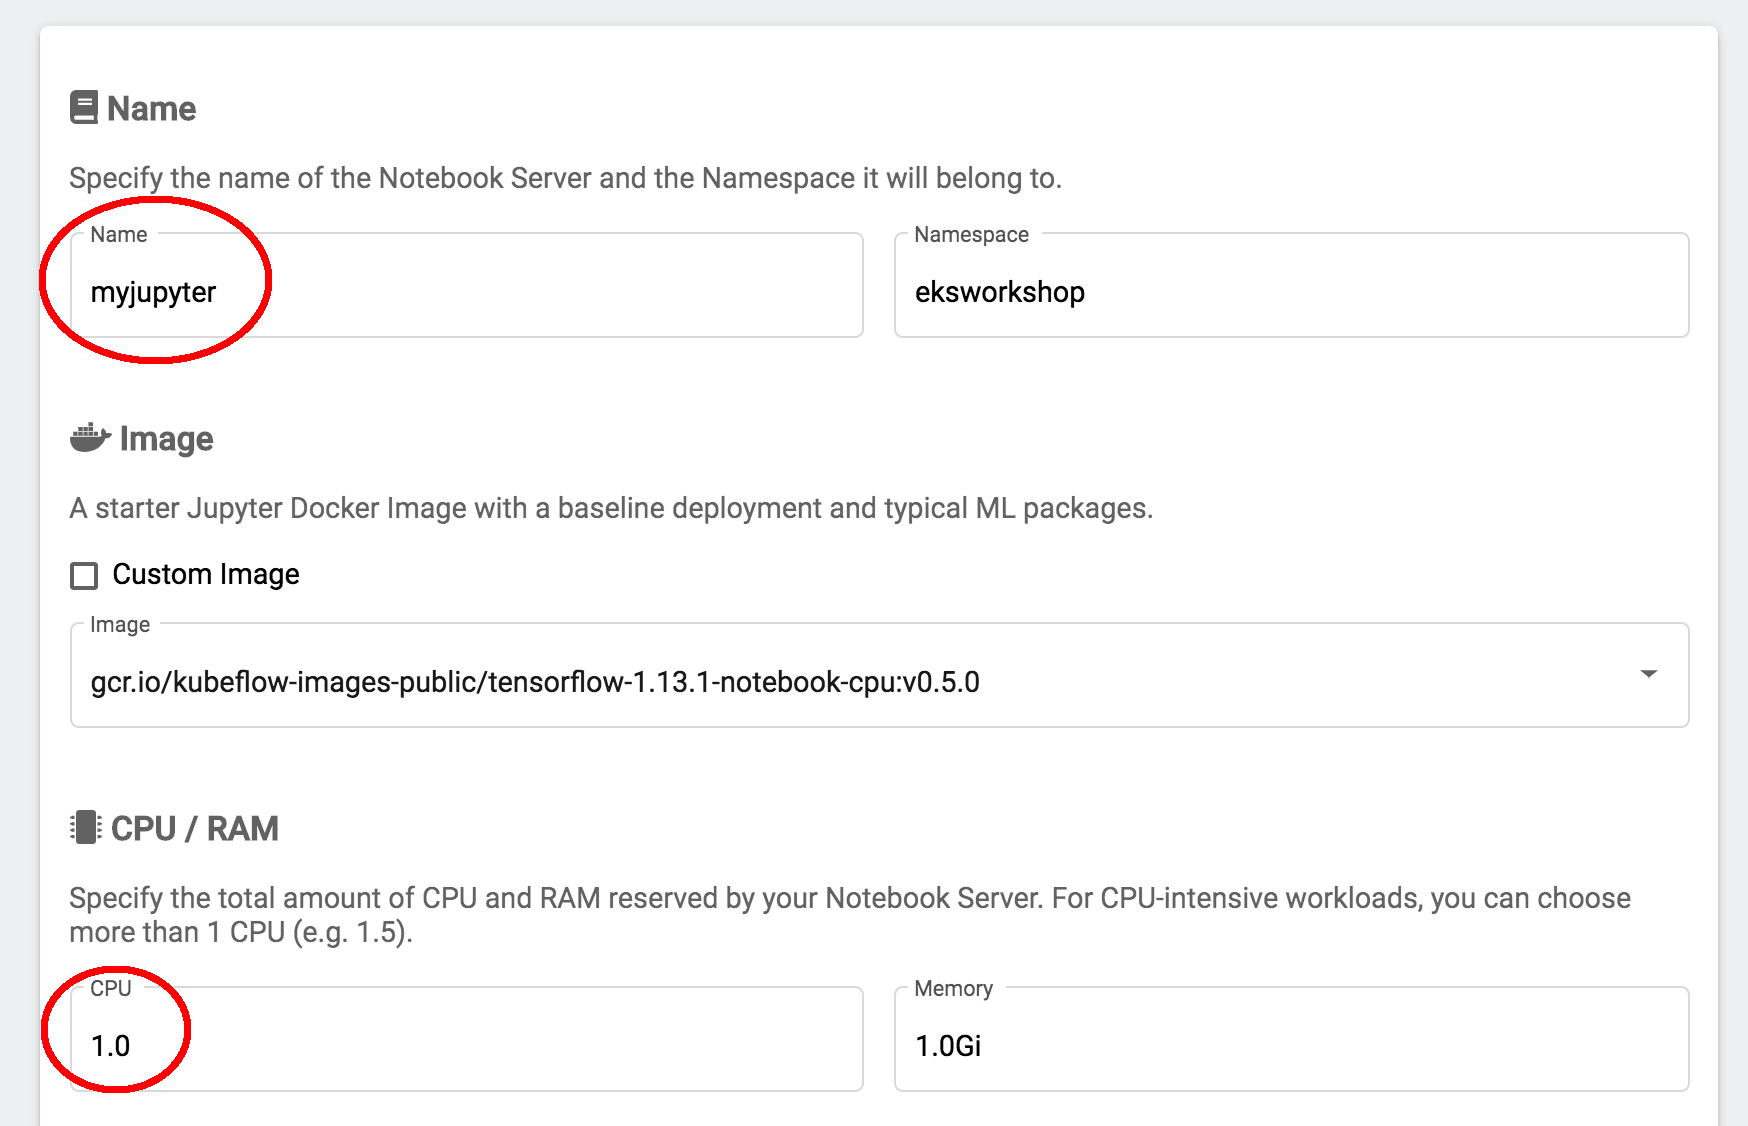 Name
Specify the name of the Notebook Server and the Namespace it will belong to.
Name
myjupyter
Namespace
eksworkshop
Image
A starter Jupyter Docker Image with a baseline deployment and typical ML packages.
Custom Image
Image
gcr.io/kubeflow-images-public/tensorflow-1.13.1-notebook-cpu:v0.5.0
CPU / RAM
Specify the total amount of CPU and RAM reserved by your Notebook Server. For CPU-intensive workloads, you can choose
more than 1 CPU (e.g. 1.5).
CPU
1.0
Memory
1.0Gi